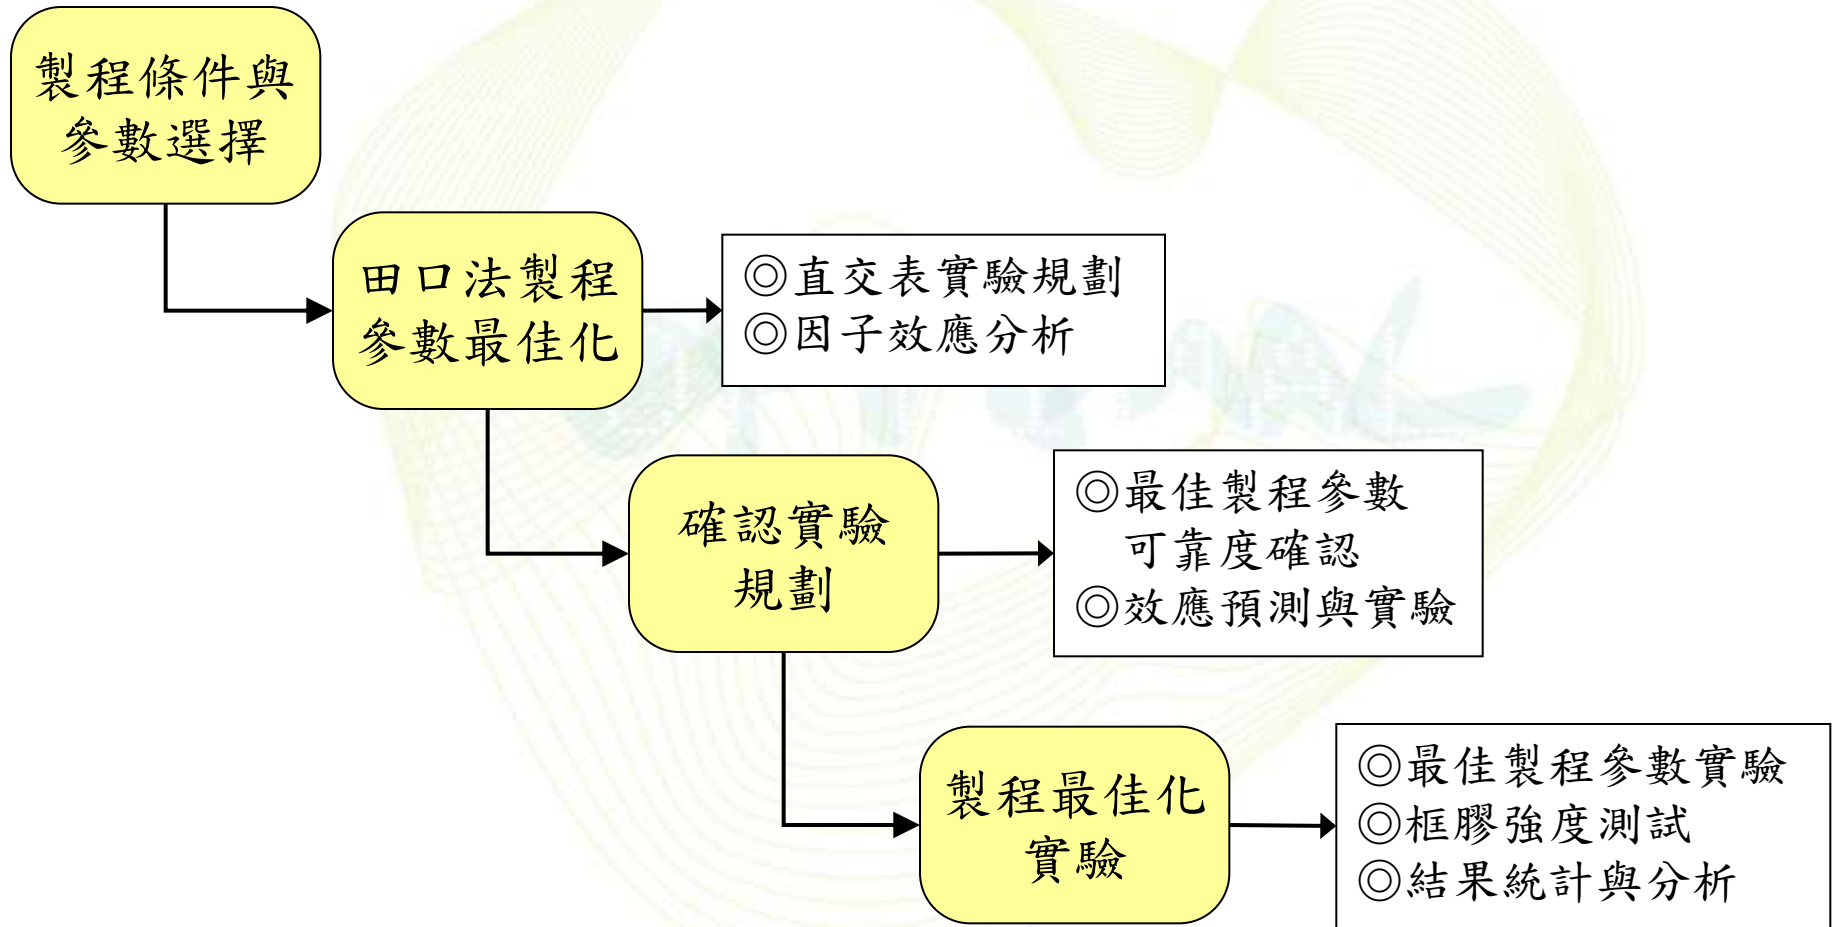 製程條件與
參數選擇
田口法製程
參數最佳化
◎直交表實驗規劃
◎因子效應分析
確認實驗
規劃
◎最佳製程參數
可靠度確認
◎效應預測與實驗
製程最佳化
實驗
◎最佳製程參數實驗
◎框膠強度測試
◎結果統計與分析